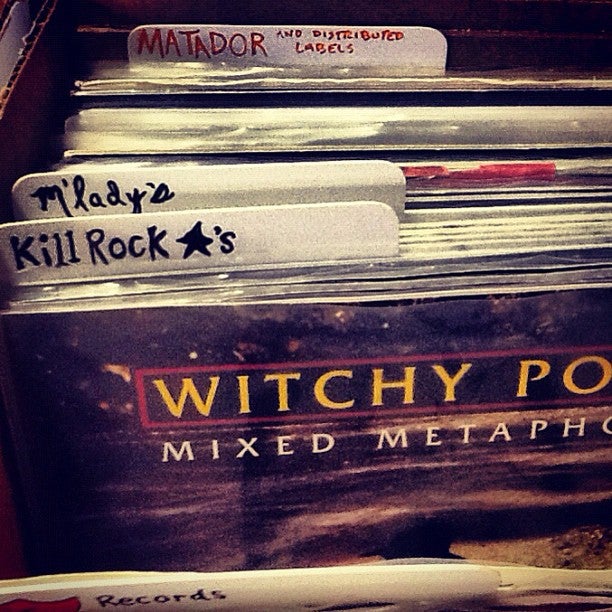 MATADOR AND DISTRIBUTED
LABELS
M'lady's
Kill Rock ★'s
WITCHY PO
MIXED METAPHO
Records